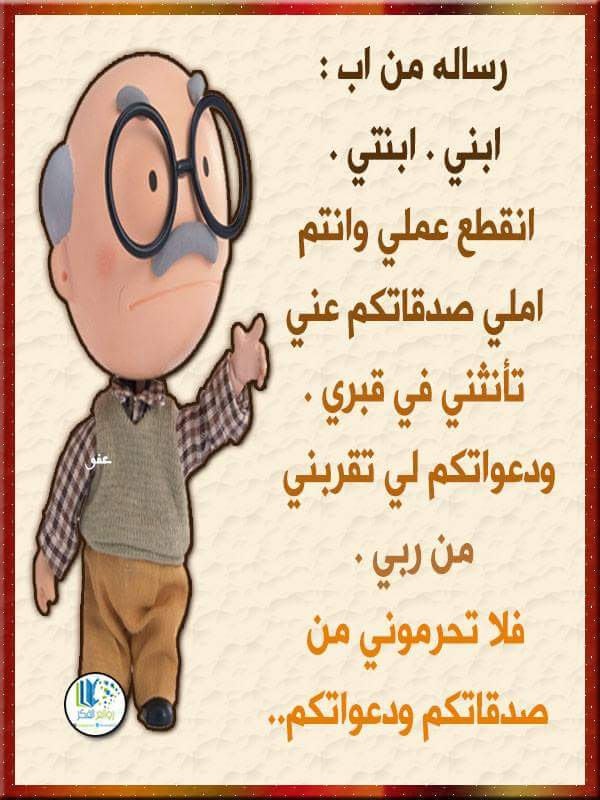 رساله من اب :
ابني . ابنتي .
انقطع عملي وانتم
املي صدقاتكم عني
تأنثني في قبري .
ودعواتكم لي تقربني
من ربي .
فلا تحرموني من
صدقاتكم ودعواتكم..
عفو
روائع الفكر